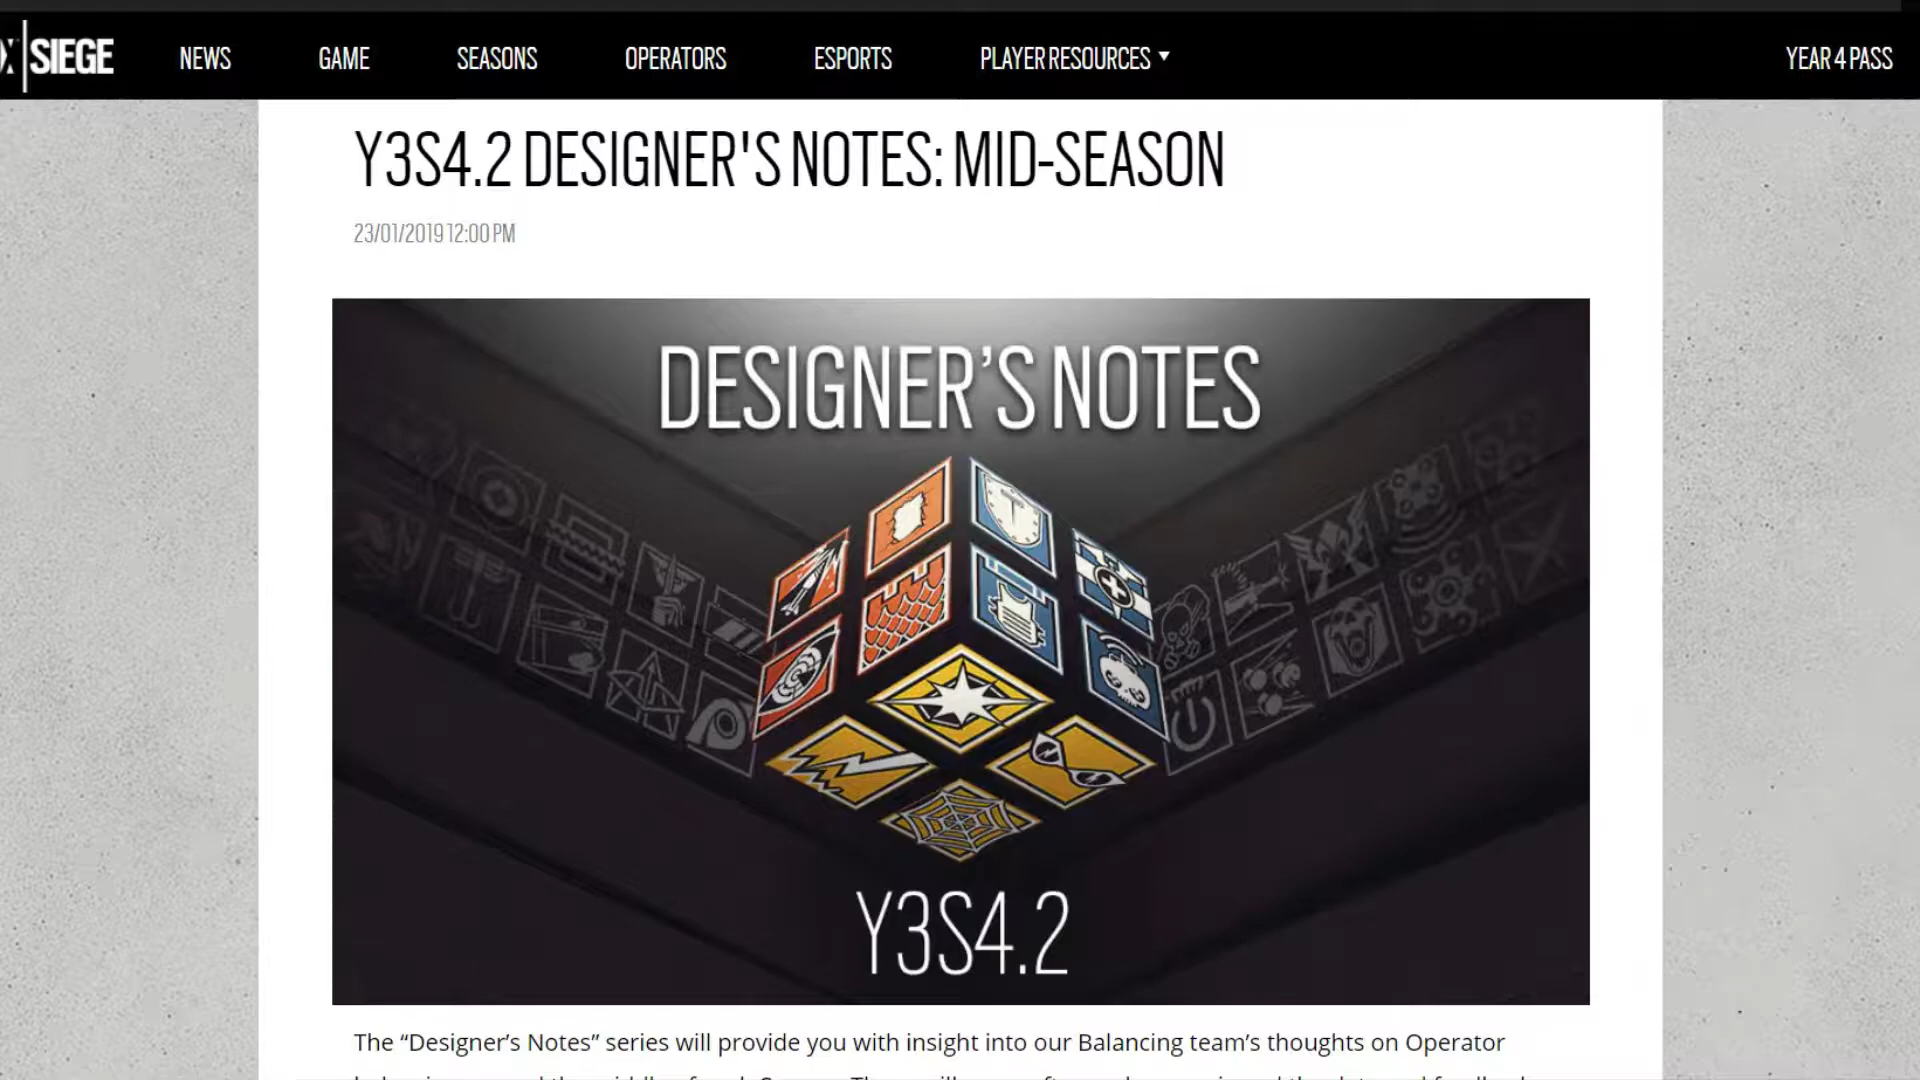 SIEGE
NEWS
GAME
SEASONS
OPERATORS
ESPORTS
PLAYER RESOURCES
YEAR 4 PASS
Y3S4.2 DESIGNER'S NOTES: MID-SEASON
23/01/2019 12:00 PM
DESIGNER’S NOTES
Y3S4.2
The “Designer’s Notes” series will provide you with insight into our Balancing team’s thoughts on Operator